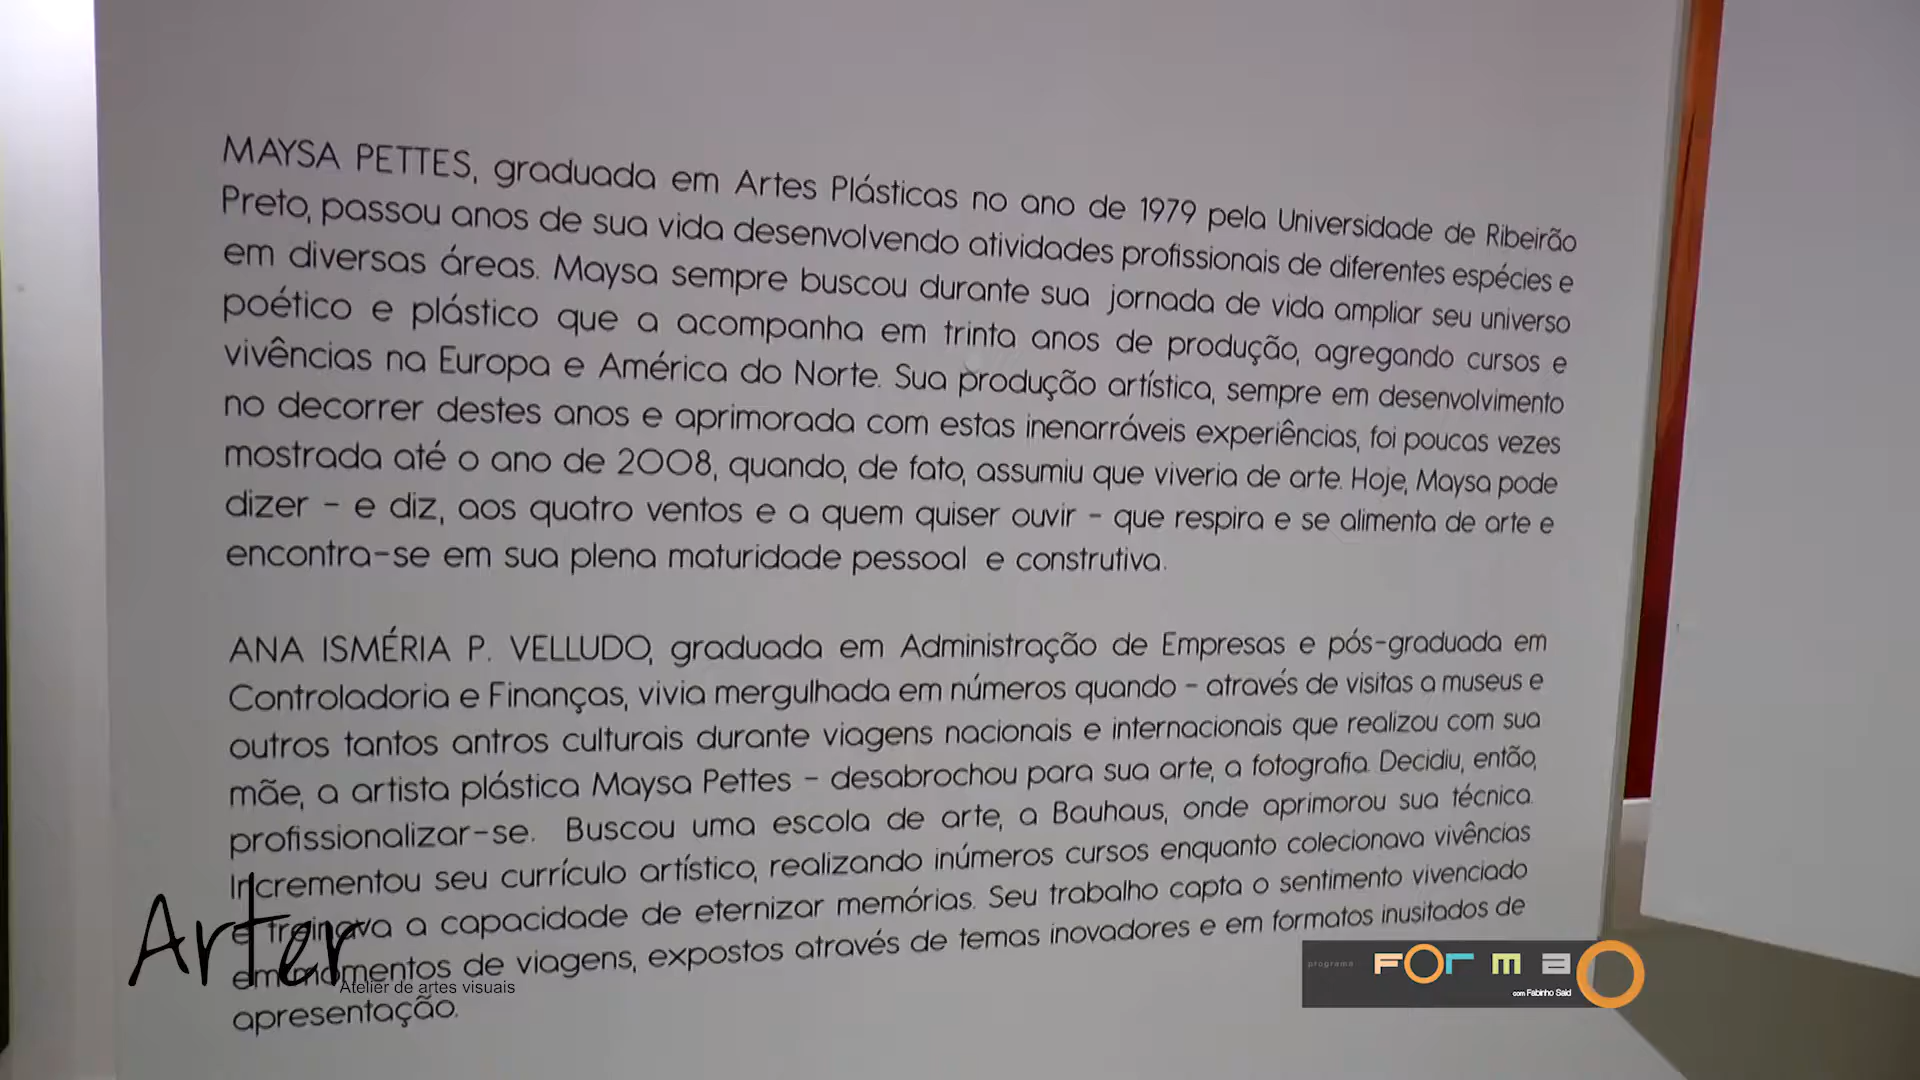 MAYSA PETTES, graduada em Artes Plásticas no ano de 1979 pela Universidade de Ribeirão
Preto, passou anos de sua vida desenvolvendo atividades profissionais de diferentes espécies e
em diversas áreas. Maysa sempre buscou durante sua jornada de vida ampliar seu universo
poético e plástico que a acompanha em trinta anos de produção, agregando cursos e
vivências na Europa e América do Norte. Sua produção artística, sempre em desenvolvimento
no decorrer destes anos e aprimorada com estas inenarráveis experiências, foi poucas vezes
mostrada até o ano de 2008, quando, de fato, assumiu que viveria de arte. Hoje, Maysa pode
dizer - e diz, aos quatro ventos e a quem quiser ouvir - que respira e se alimenta de arte e
encontra-se em sua plena maturidade pessoal e construtiva.
ANA ISMÉRIA P. VELLUDO, graduada em Administração de Empresas e pós-graduada em
Controladoria e Finanças, vivia mergulhada em números quando - através de visitas a museus e
outros tantos antros culturais durante viagens nacionais e internacionais que realizou com sua
mãe, a artista plástica Maysa Pettes - desabrochou para sua arte, a fotografia. Decidiu, então,
profissionalizar-se. Buscou uma escola de arte, a Bauhaus, onde aprimorou sua técnica.
Incrementou seu currículo artístico, realizando inúmeros cursos enquanto colecionava vivências
e treinava a capacidade de eternizar memórias. Seu trabalho capta o sentimento vivenciado
em momentos de viagens, expostos através de temas inovadores e em formatos inusitados de
apresentação.
Arter
Atelier de artes visuais
programa FORMAO
com Fabinho Said